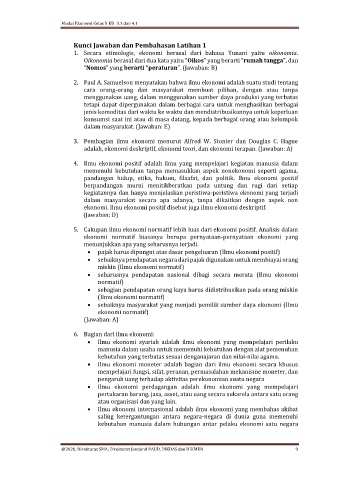 Modul Ekonomi Kelas X KD 3.1 dan 4.1
Kunci Jawaban dan Pembahasan Latihan 1
1. Secara etimologis, ekonomi berasal dari bahasa Yunani yaitu oikonomia.
Oikonomia berasal dari dua kata yaitu "Oikos" yang berarti "rumah tangga", dan
"Nomos" yang berarti "peraturan". (Jawaban: B)
2. Paul A. Samuelson menyatakan bahwa ilmu ekonomi adalah suatu studi tentang
cara orang-orang dan masyarakat membuat pilihan, dengan atau tanpa
menggunakan uang, dalam menggunakan sumber daya produksi yang terbatas
tetapi dapat dipergunakan dalam berbagai cara untuk menghasilkan berbagai
jenis komoditas dari waktu ke waktu dan mendistribusikannya untuk keperluan
konsumsi saat ini atau di masa datang, kepada berbagai orang atau kelompok
dalam masyarakat. (Jawaban: E)
3. Pembagian ilmu ekonomi menurut Alfred W. Stonier dan Douglas C. Hague
adalah, ekonomi deskriptif, ekonomi teori, dan ekonomi terapan. (Jawaban: A)
4. Ilmu ekonomi positif adalah ilmu yang mempelajari kegiatan manusia dalam
memenuhi kebutuhan tanpa memasukkan aspek nonekonomi seperti agama,
pandangan hidup, etika, hukum, filsafat, dan politik. Ilmu ekonomi positif
berpandangan murni menitikberatkan pada untung dan rugi dari setiap
kegiatannya dan hanya menjelaskan peristiwa-peristiwa ekonomi yang terjadi
dalam masyarakat secara apa adanya, tanpa dikaitkan dengan aspek non
ekonomi. Ilmu ekonomi positif disebut juga ilmu ekonomi deskriptif.
(Jawaban: D)
5. Cakupan ilmu ekonomi normatif lebih luas dari ekonomi positif. Analisis dalam
ekonomi normatif biasanya berupa pernyataan-pernyataan ekonomi yang
menunjukkan apa yang seharusnya terjadi.
• pajak harus dipungut atas dasar pengeluaran (Ilmu ekonomi positif)
• sebaiknya pendapatan negara dari pajak digunakan untuk membiayai orang
miskin (Ilmu ekonomi normatif)
• seharusnya pendapatan nasional dibagi secara merata (Ilmu ekonomi
normatif)
• sebagian pendapatan orang kaya harus didistribusikan pada orang miskin
(Ilmu ekonomi normatif)
• sebaiknya masyarakat yang menjadi pemilik sumber daya ekonomi (Ilmu
ekonomi normatif)
(Jawaban: A)
6. Bagian dari ilmu ekonomi:
• Ilmu ekonomi syariah adalah ilmu ekonomi yang mempelajari perilaku
manusia dalam usaha untuk memenuhi kebutuhan dengan alat pemenuhan
kebutuhan yang terbatas sesuai dengan ajaran dan nilai-nilai agama.
• Ilmu ekonomi moneter adalah bagian dari ilmu ekonomi secara khusus
mempelajari fungsi, sifat, peranan, permasalahan mekanisme moneter, dan
pengaruh uang terhadap aktivitas perekonomian suatu negara
• Ilmu ekonomi perdagangan adalah ilmu ekonomi yang mempelajari
pertukaran barang, jasa, asset, atau uang secara sukarela antara satu orang
atau organisasi dan yang lain.
• Ilmu ekonomi internasional adalah ilmu ekonomi yang membahas akibat
saling ketergantungan antara negara-negara di dunia guna memenuhi
kebutuhan manusia dalam hubungan antar pelaku ekonomi satu negara
@2020, Direktorat SMA, Direktorat Jenderal PAUD, DIKDAS dan DIKMEN 9